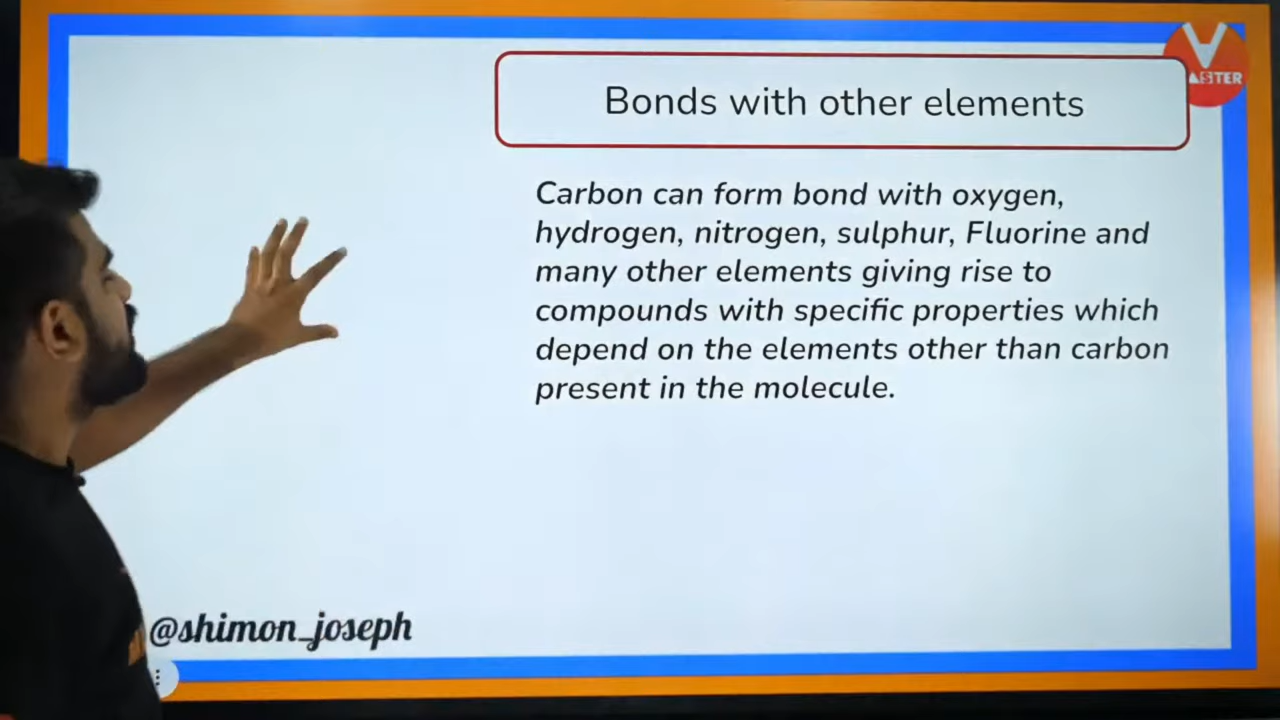 Bonds with other elements
V
MASTER
Carbon can form bond with oxygen,
hydrogen, nitrogen, sulphur, Fluorine and
many other elements giving rise to
compounds with specific properties which
depend on the elements other than carbon
present in the molecule.
@shimon_joseph